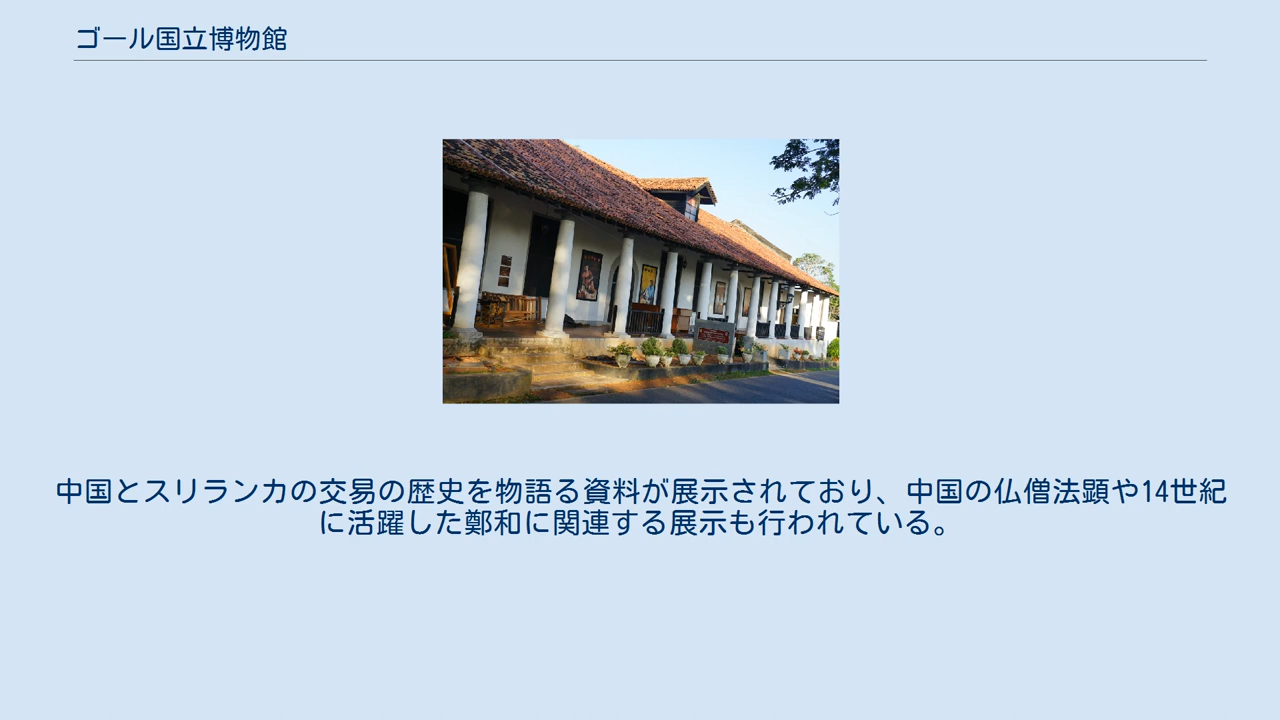 ゴール国立博物館
中国とスリランカの交易の歴史を物語る資料が展示されており、中国の仏僧法顕や14世紀
に活躍した鄭和に関連する展示も行われている。